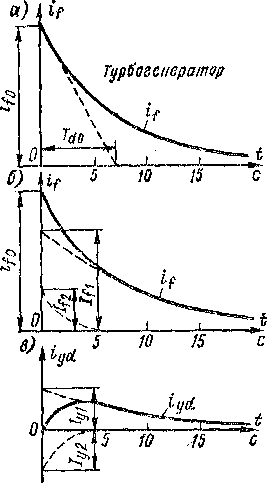 а) i_f
Турбогенератор
i_f0
T_d0
i_f
0 5 10 15 t
с
б) i_f
i_f0
I_f2
I_f1
i_f
0 5 10 15 t
с
в) i_yd
I_y1
i_yd
0 5 10 15 t
I_y2
с